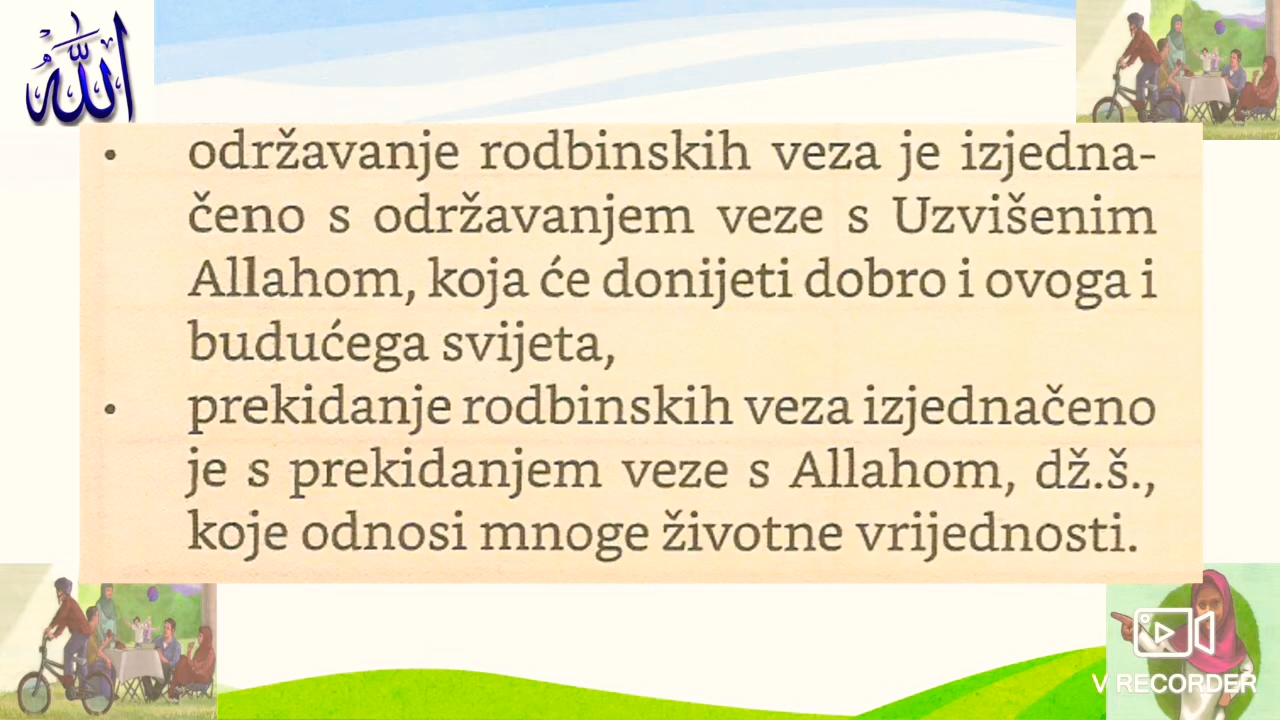 الله
• održavanje rodbinskih veza je izjedna-
čeno s održavanjem veze s Uzvišenim
Allahom, koja će donijeti dobro i ovoga i
budućega svijeta,
• prekidanje rodbinskih veza izjednačeno
je s prekidanjem veze s Allahom, dž.š.,
koje odnosi mnoge životne vrijednosti.
V RECORDER